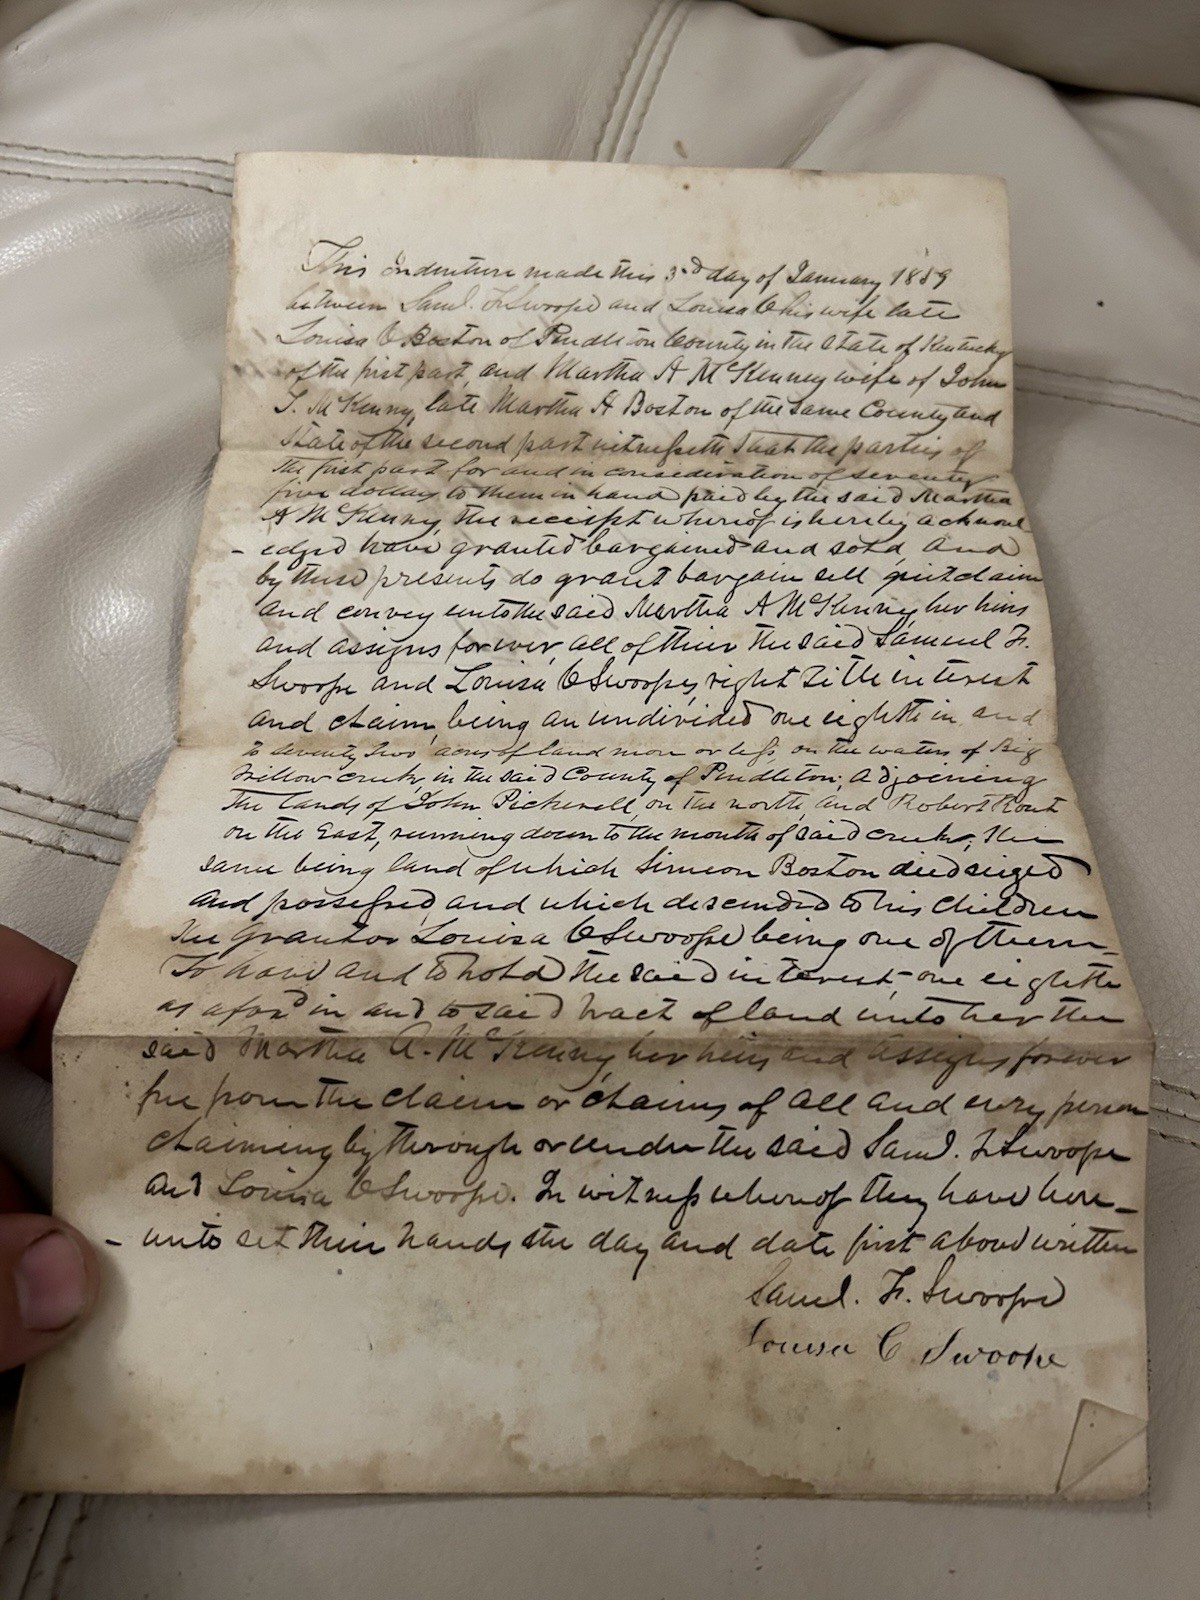 This Indenture made this 3rd day of January 1859
between Saml. F. Swoope and Louisa C his wife late
Louisa C Boston of Pendleton County in the State of Kentucky
of the first part, and Martha A McKenney wife of John
T. McKenny, late Martha A Boston of the same County and
State of the second part witnesseth That the parties of
the first part for and in consideration of seventy
five dollars to them in hand paid by the said Martha
A McKenny, the receipt whereof is hereby acknowl
- edged have granted bargained and sold, and
by these presents do grant bargain sell quit claim
and convey unto the said Martha A McKenney, her heirs
and assigns forever, all of their the said Samuel F.
Swoope and Louisa C Swoope, right title interest
and claim, being an undivided one eighth in and
to seventy two acres of land more or less, on the waters of Big
Willow creek, in the said County of Pendleton; adjoining
the lands of John Pickerell, on the north, and Robert Rout
on the East, running down to the mouth of said creek, the
same being land of which Simeon Boston died seized
and possessed, and which descended to his children
the grantor Louisa C Swoope being one of them—
To have and to hold the said interest, one eighth
as afsd in and to said tract of land unto her the
said Martha A. McKenny, her heirs and assigns forever
free from the claim or claims of all and every person
claiming by through or under the said Saml. F. Swoope
and Louisa C Swoope. In witness whereof they have here-
- unto set their hands the day and date first above written
Saml. F. Swoope
Louisa C Swoope